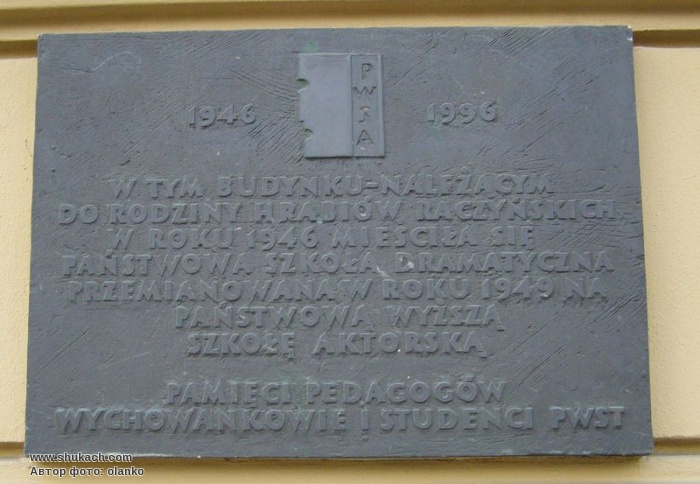 1946 PWSA 1996
W TYM BUDYNKU-NALEŻĄCYM
DO RODZINY HRABIÓW RACZYŃSKICH
W ROKU 1946 MIEŚCIŁA SIĘ
PAŃSTWOWA SZKOŁA DRAMATYCZNA
PRZEMIANOWANA W ROKU 1949 NA
PAŃSTWOWĄ WYŻSZĄ
SZKOŁĘ AKTORSKĄ
PAMIĘCI PEDAGOGÓW
WYCHOWANKOWIE I STUDENCI PWST
www.shukach.com
Автор фото: olanko